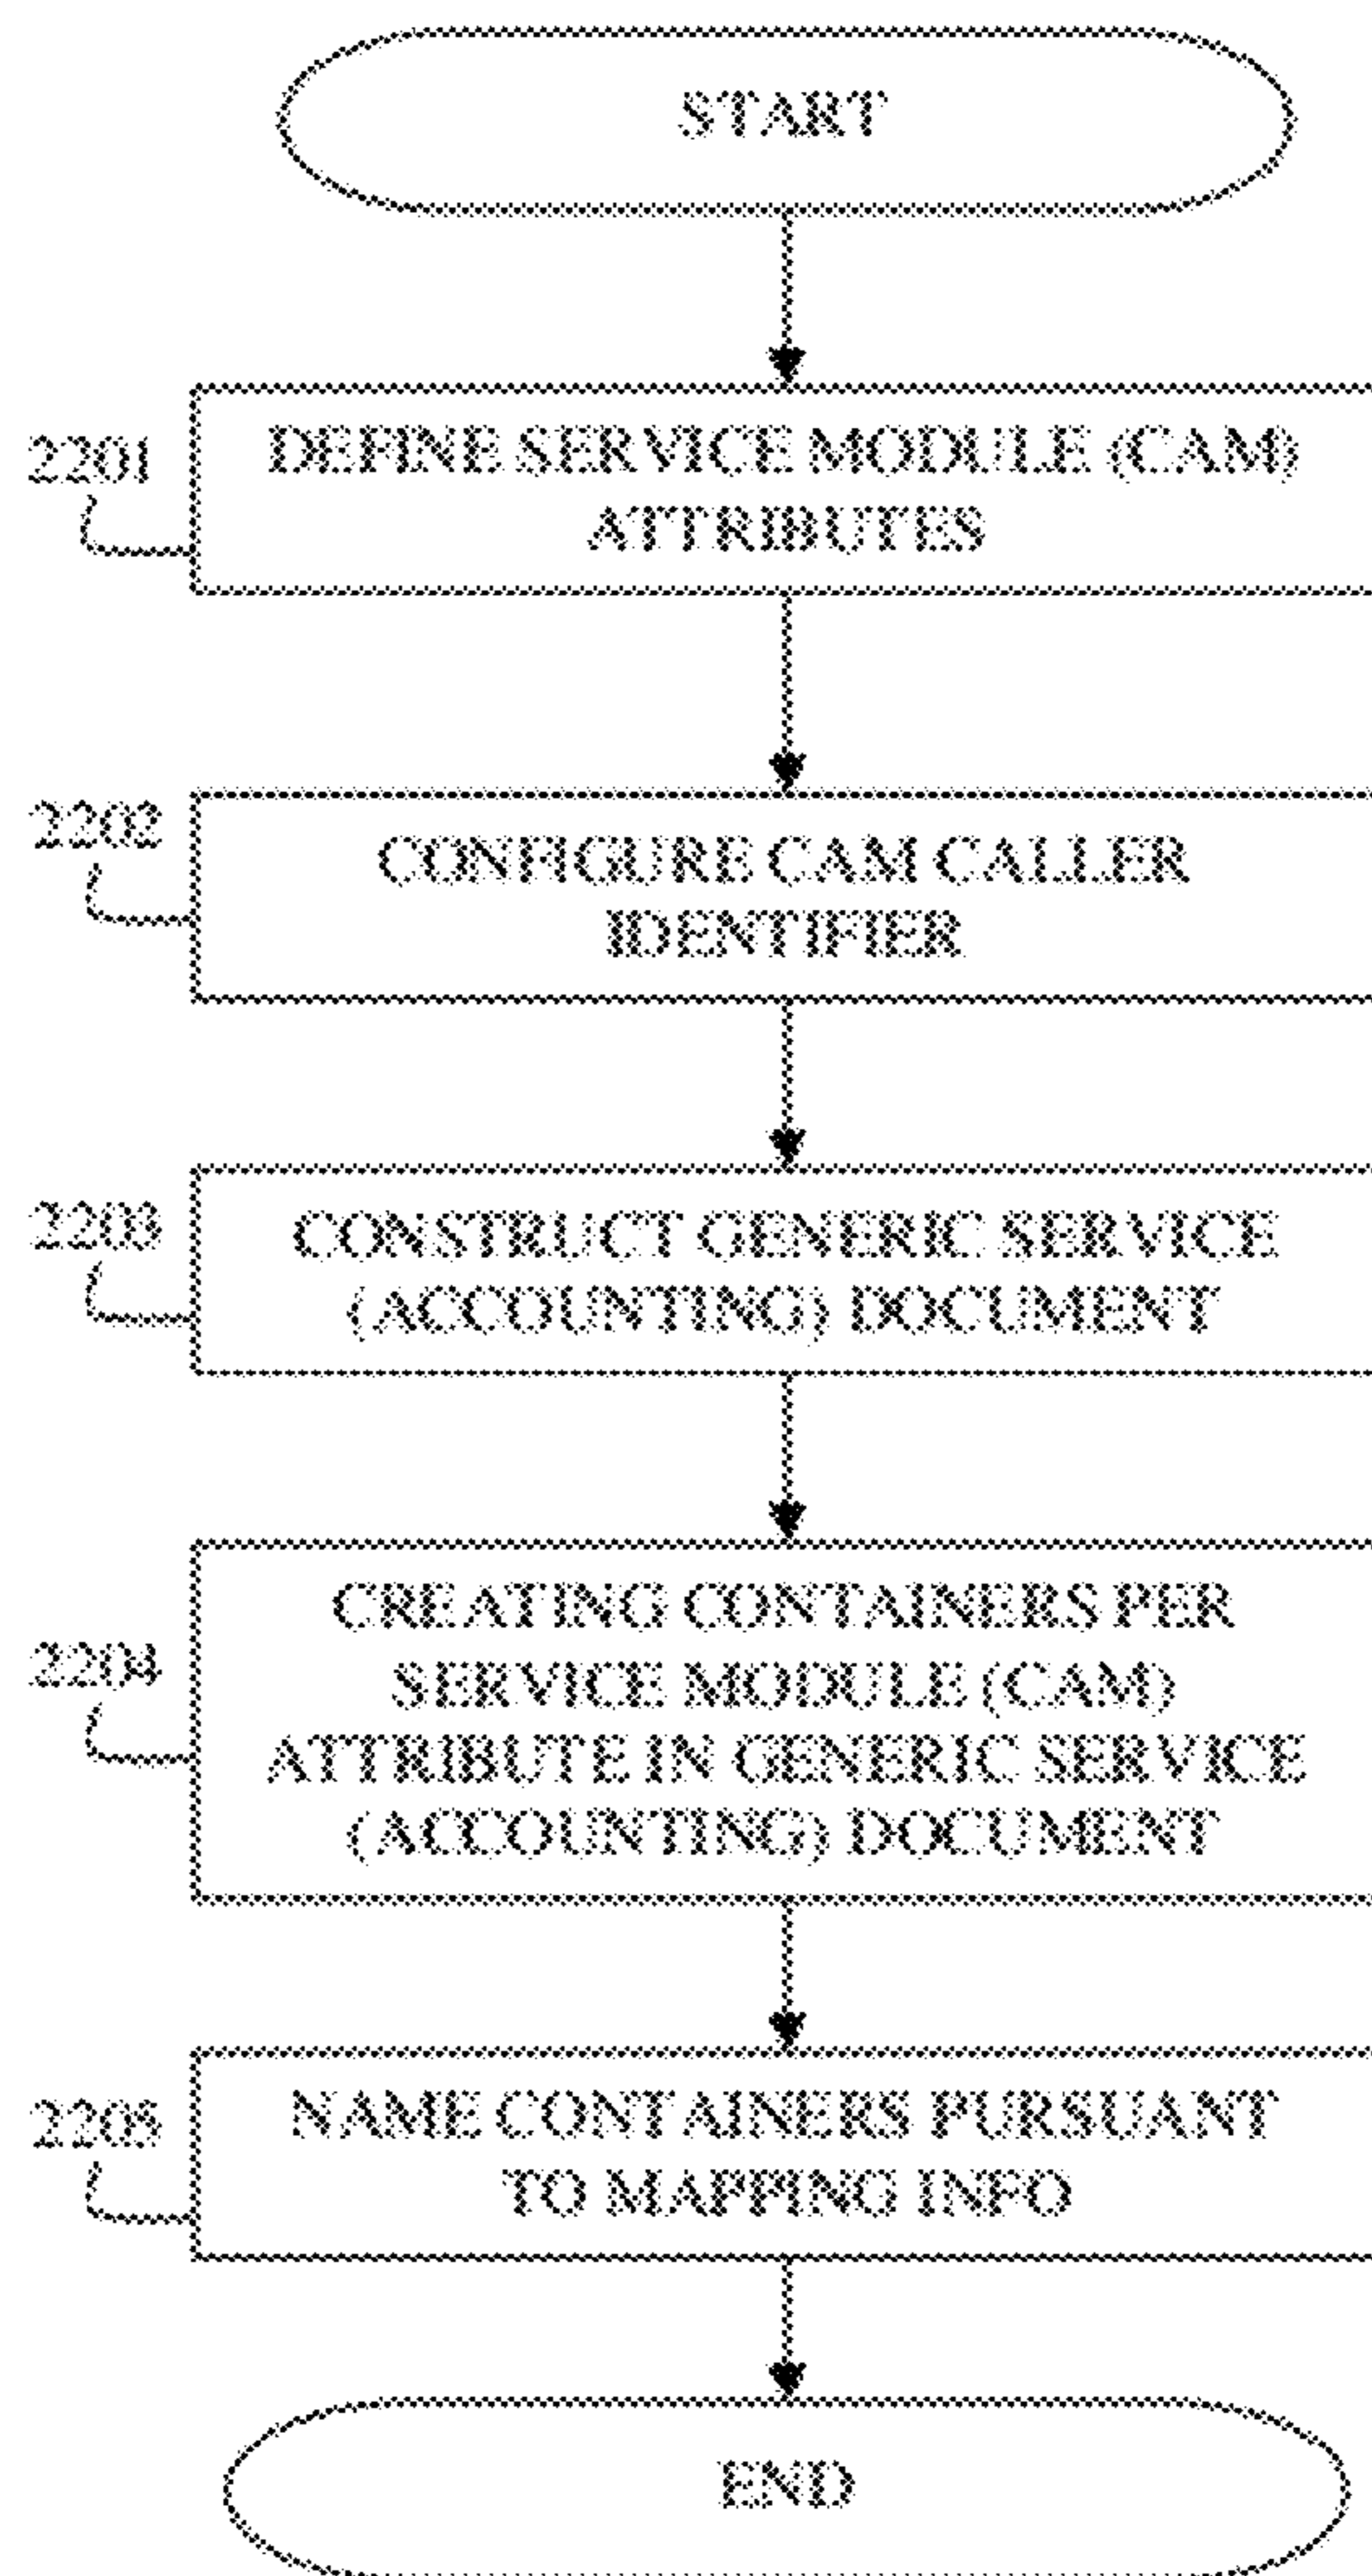 START
2201
DEFINE SERVICE MODULE (CAM)
ATTRIBUTES
2202
CONFIGURE CAM CALLER
IDENTIFIER
2203
CONSTRUCT GENERIC SERVICE
(ACCOUNTING) DOCUMENT
2204
CREATING CONTAINERS PER
SERVICE MODULE (CAM)
ATTRIBUTE IN GENERIC SERVICE
(ACCOUNTING) DOCUMENT
2205
NAME CONTAINERS PURSUANT
TO MAPPING INFO
END